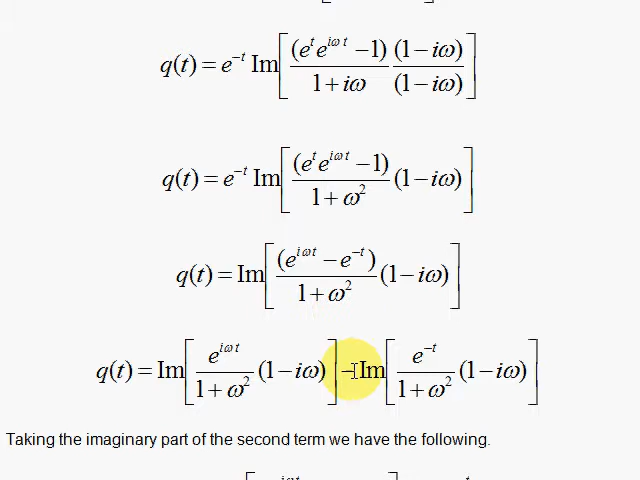 q(t) = e^{-t} Im[ (e^t e^{iωt} − 1)/(1 + iω) (1 − iω)/(1 − iω) ]
q(t) = e^{-t} Im[ (e^t e^{iωt} − 1)/(1 + ω^2) (1 − iω) ]
q(t) = Im[ (e^{iωt} − e^{-t})/(1 + ω^2) (1 − iω) ]
q(t) = Im[ e^{iωt}/(1 + ω^2) (1 − iω) ] − Im[ e^{-t}/(1 + ω^2) (1 − iω) ]
Taking the imaginary part of the second term we have the following.